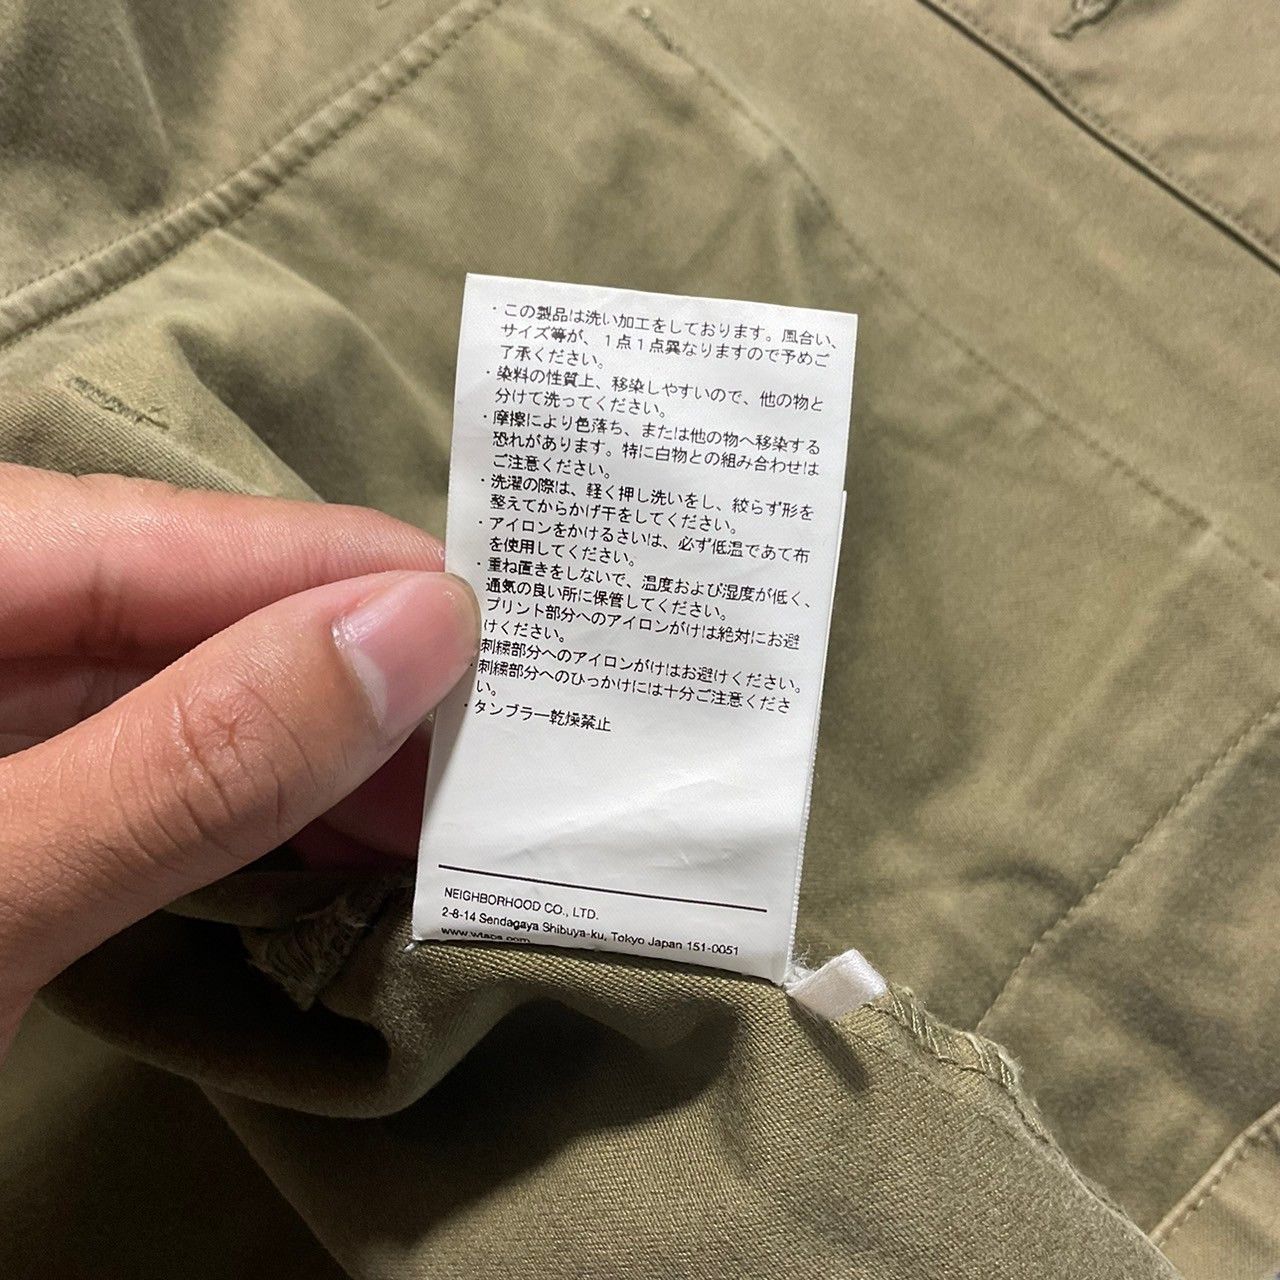 ・この製品は洗い加工をしております。風合い、
サイズ等が、１点１点異なりますので予めご
了承ください。
・染料の性質上、移染しやすいので、他の物と
分けて洗ってください。
・摩擦により色落ち、または他の物へ移染する
恐れがあります。特に白物との組み合わせは
ご注意ください。
・洗濯の際は、軽く押し洗いをし、絞らず形を
整えてからかげ干をしてください。
・アイロンをかけるさいは、必ず低温であて布
を使用してください。
・重ね置きをしないで、温度および湿度が低く、
通気の良い所に保管してください。
プリント部分へのアイロンがけは絶対にお避
けください。
刺繍部分へのアイロンがけはお避けください。
・刺繍部分へのひっかけには十分ご注意くださ
い。
・タンブラー乾燥禁止
NEIGHBORHOOD CO., LTD.
2-8-14 Sendagaya Shibuya-ku, Tokyo Japan 151-0051
www.wtaps.com